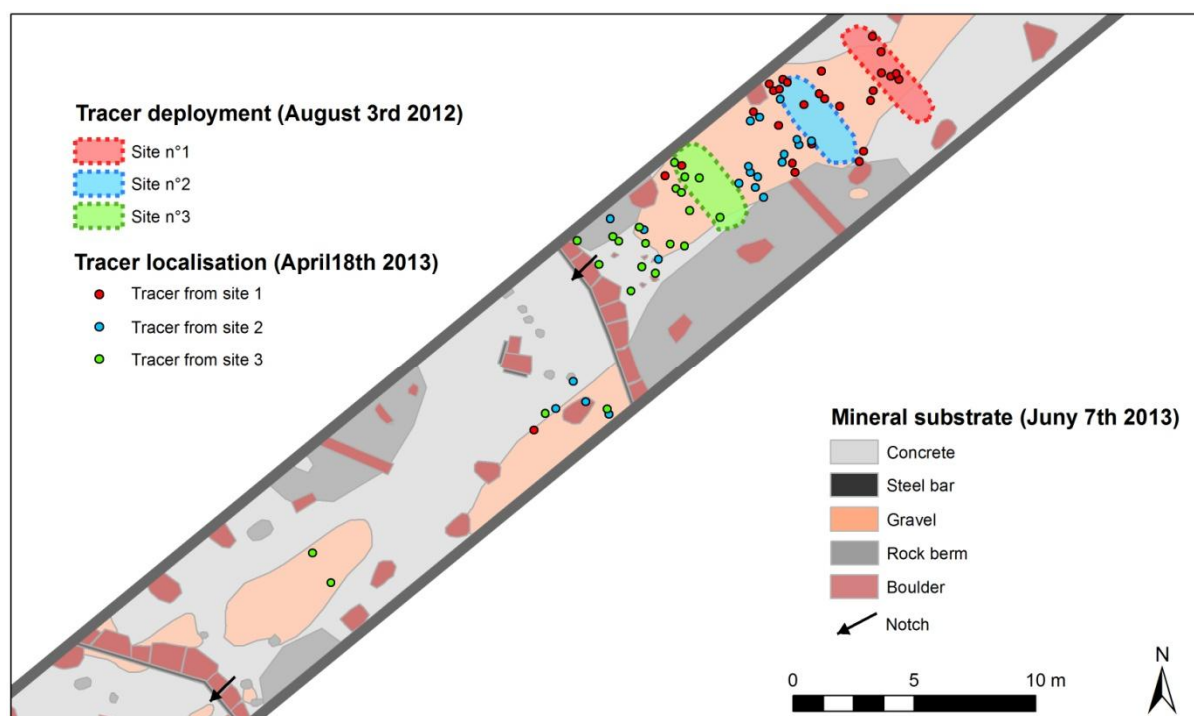 Tracer deployment (August 3rd 2012)
Site n°1
Site n°2
Site n°3
Tracer localisation (April18th 2013)
Tracer from site 1
Tracer from site 2
Tracer from site 3
Mineral substrate (Juny 7th 2013)
Concrete
Steel bar
Gravel
Rock berm
Boulder
Notch
0 5 10 m
N